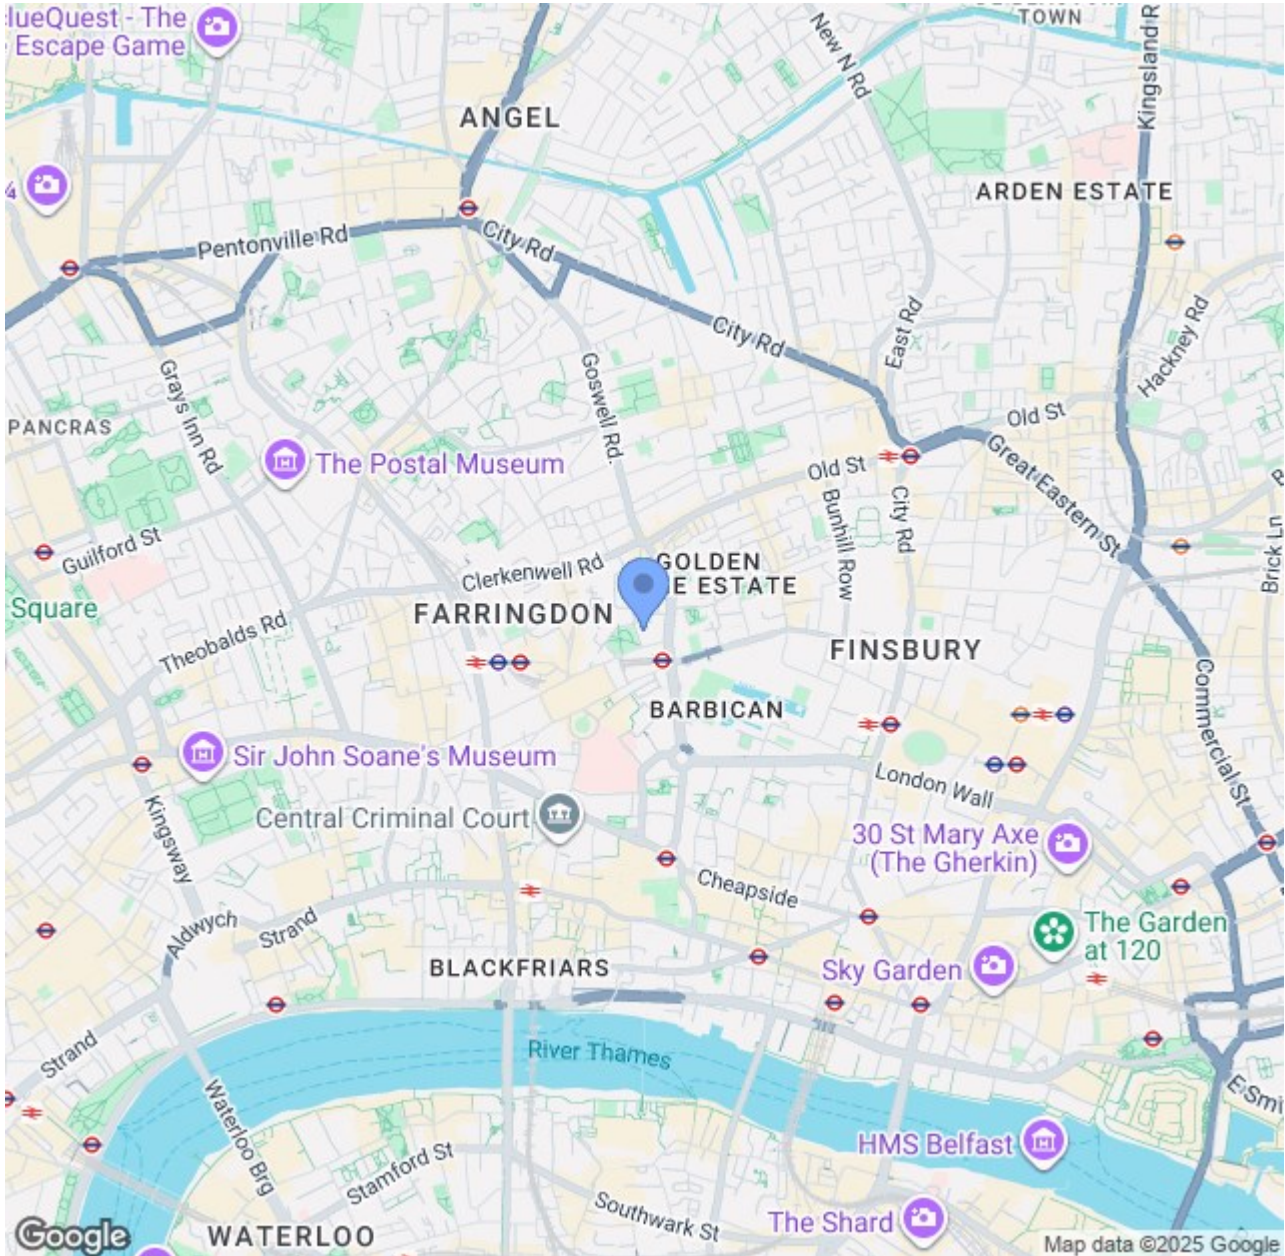 lueQuest - The
Escape Game
TOWN
New N Rd
Kingsland R
ANGEL
ARDEN ESTATE
4
Pentonville Rd
City Rd
City Rd
East Rd
Hackney Rd
Grays Inn Rd
Goswell Rd
Old St
PANCRAS
The Postal Museum
Old St
Great Eastern St
Bunhill Row
City Rd
Guilford St
Brick Ln
B
Clerkenwell Rd
GOLDEN
E ESTATE
Square
FARRINGDON
Theobalds Rd
FINSBURY
Commercial St
BARBICAN
Sir John Soane's Museum
London Wall
Kingsway
Central Criminal Court
30 St Mary Axe
(The Gherkin)
Cheapside
Aldwych
Strand
The Garden
at 120
BLACKFRIARS
Sky Garden
Strand
River Thames
E Smi
Waterloo Brg
HMS Belfast
Stamford St
Southwark St
The Shard
WATERLOO
Google
Map data ©2025 Google